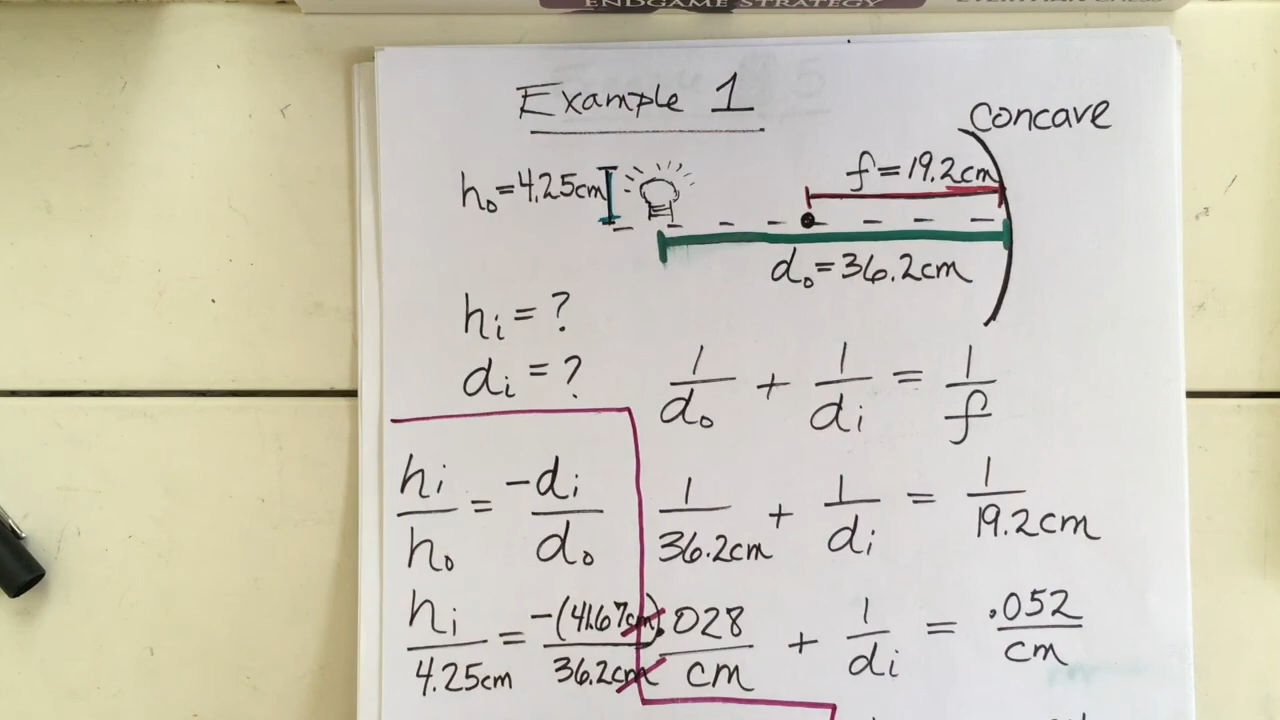 ENDGAME STRATEGY
Example 1
concave
h₀=4.25cm
f=19.2cm
d₀=36.2cm
hᵢ=?
dᵢ=?
1/d₀ + 1/dᵢ = 1/f
hᵢ/h₀ = -dᵢ/d₀
1/36.2cm + 1/dᵢ = 1/19.2cm
hᵢ/4.25cm = -(41.67cm)/36.2cm
.028/cm + 1/dᵢ = .052/cm